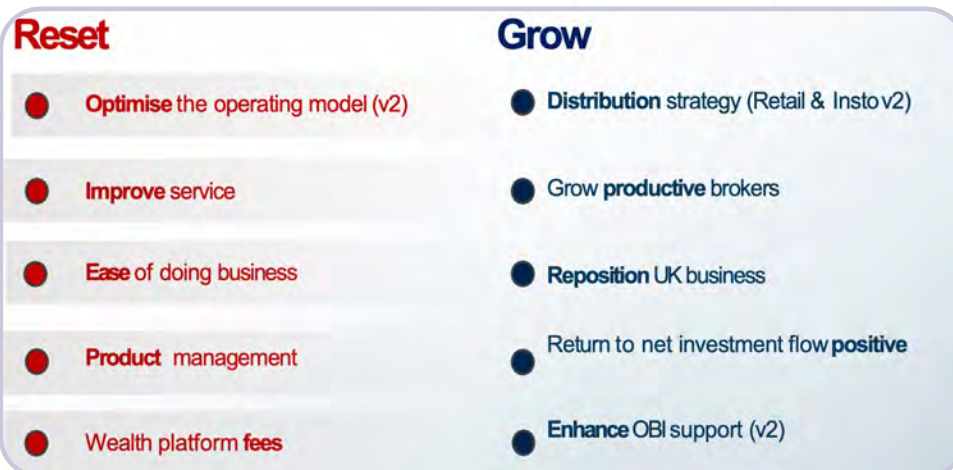 Reset
Optimise the operating model (v2)
Improve service
Ease of doing business
Product management
Wealth platform fees
Grow
Distribution strategy (Retail & Insto v2)
Grow productive brokers
Reposition UK business
Return to net investment flow positive
Enhance OBI support (v2)